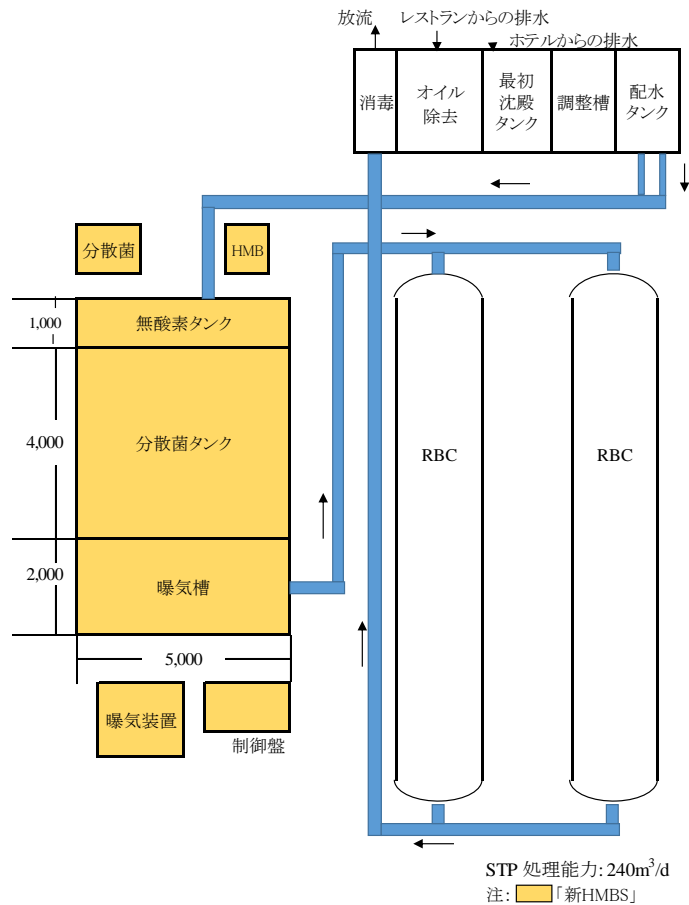 放流
レストランからの排水
ホテルからの排水
消毒
オイル
除去
最初
沈殿
タンク
調整槽
配水
タンク
分散菌
HMB
1,000
無酸素タンク
4,000
分散菌タンク
RBC
RBC
2,000
曝気槽
5,000
曝気装置
制御盤
STP 処理能力: 240m³/d
注: 「新HMBS」